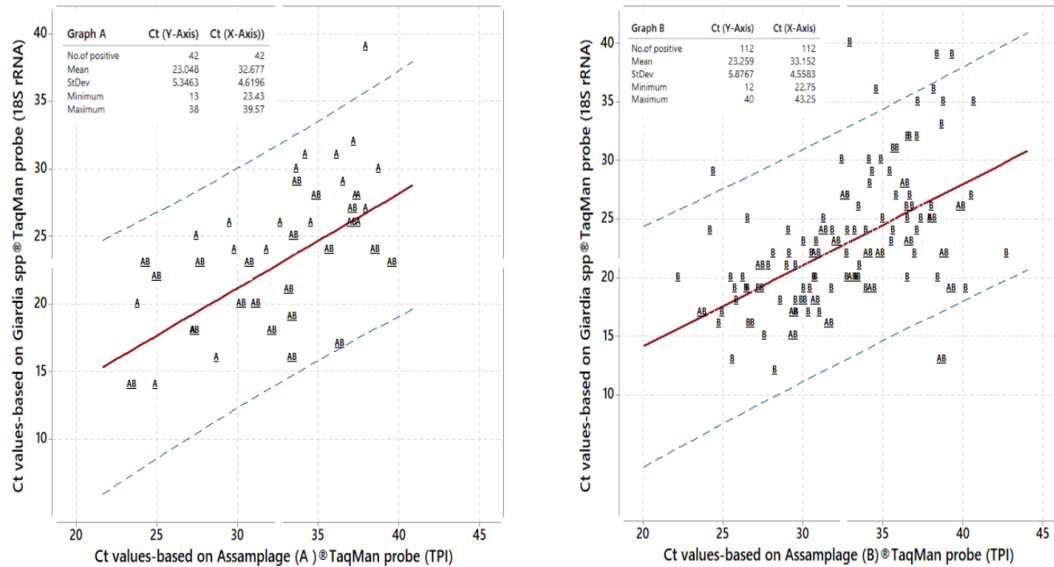 Ct values-based on Giardia spp®TaqMan probe (18S rRNA)
40
35
30
25
20
15
10
Graph A Ct (Y-Axis) Ct (X-Axis))
No.of positive 42 42
Mean 23.048 32.677
StDev 5.3463 4.6196
Minimum 13 23.43
Maximum 38 39.57
20 25 30 35 40 45
Ct values-based on Assamplage (A )®TaqMan probe (TPI)
Ct values-based on Giardia spp®TaqMan probe (18S rRNA)
40
35
30
25
20
15
10
Graph B Ct (Y-Axis) Ct (X-Axis)
No.of positive 112 112
Mean 23.259 33.152
StDev 5.8767 4.5583
Minimum 12 22.75
Maximum 40 43.25
20 25 30 35 40 45
Ct values-based on Assamplage (B)®TaqMan probe (TPI)